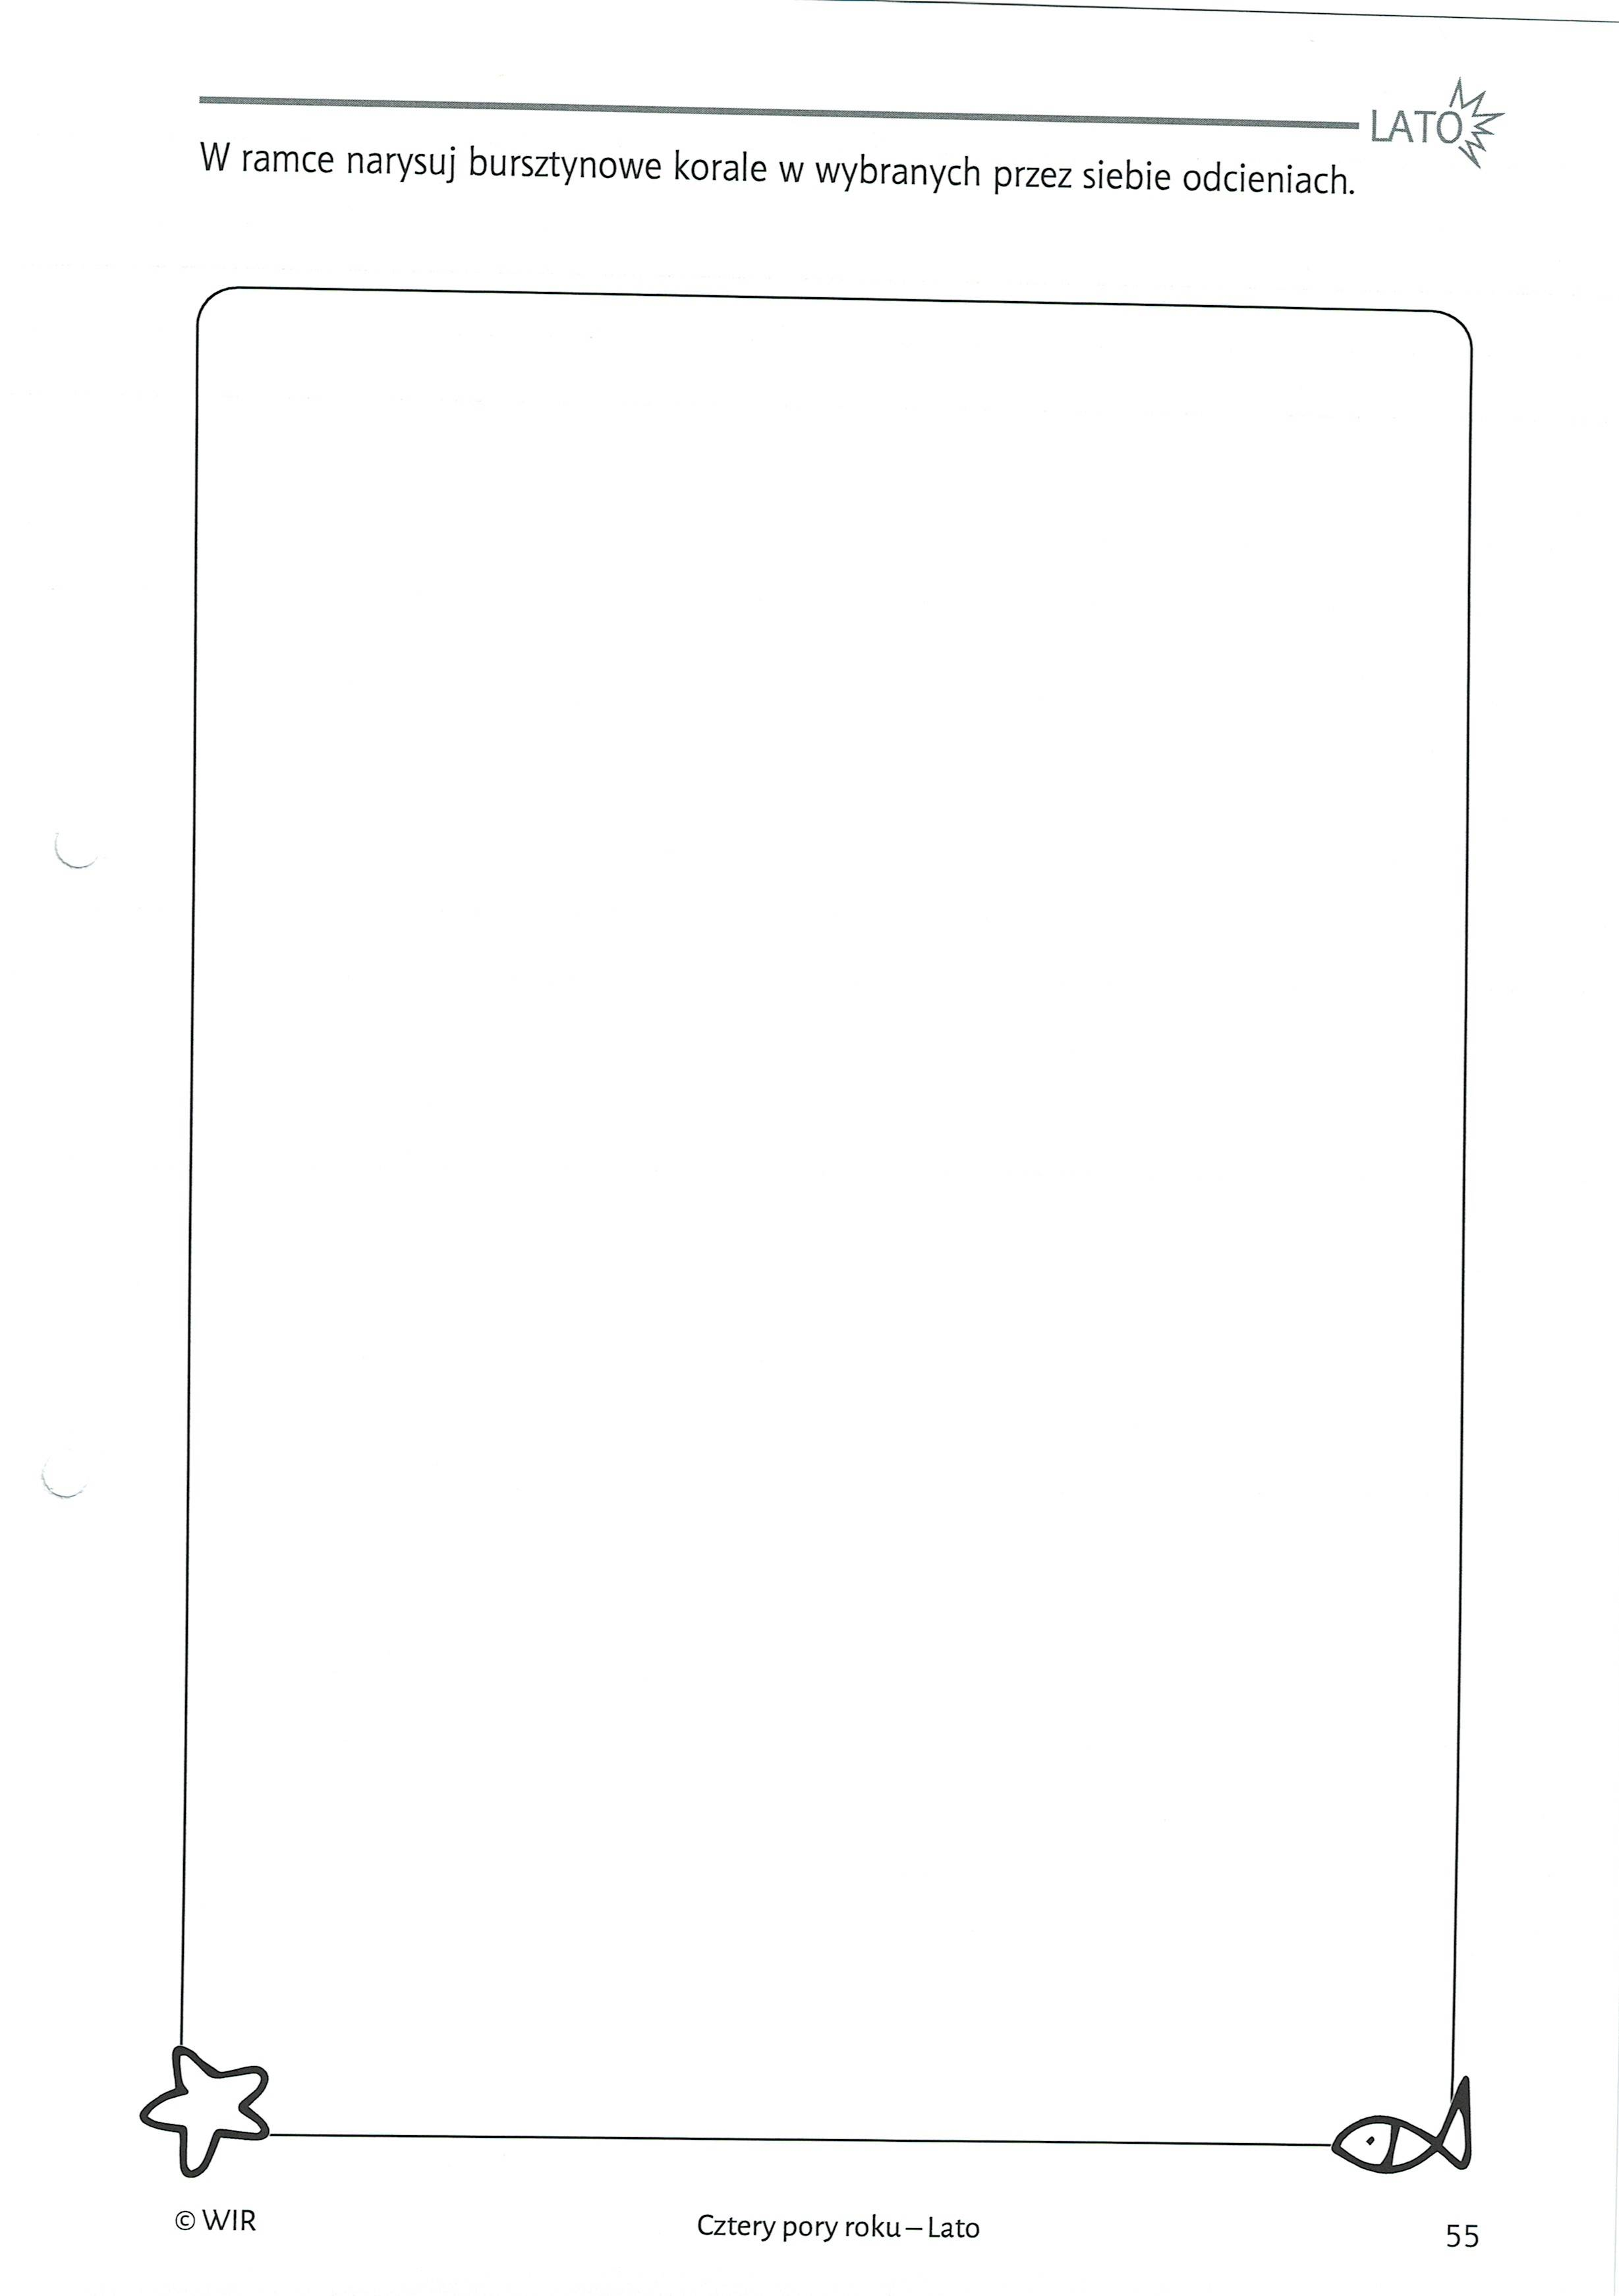 LATO
W ramce narysuj bursztynowe korale w wybranych przez siebie odcieniach.
© WIR
Cztery pory roku – Lato
55